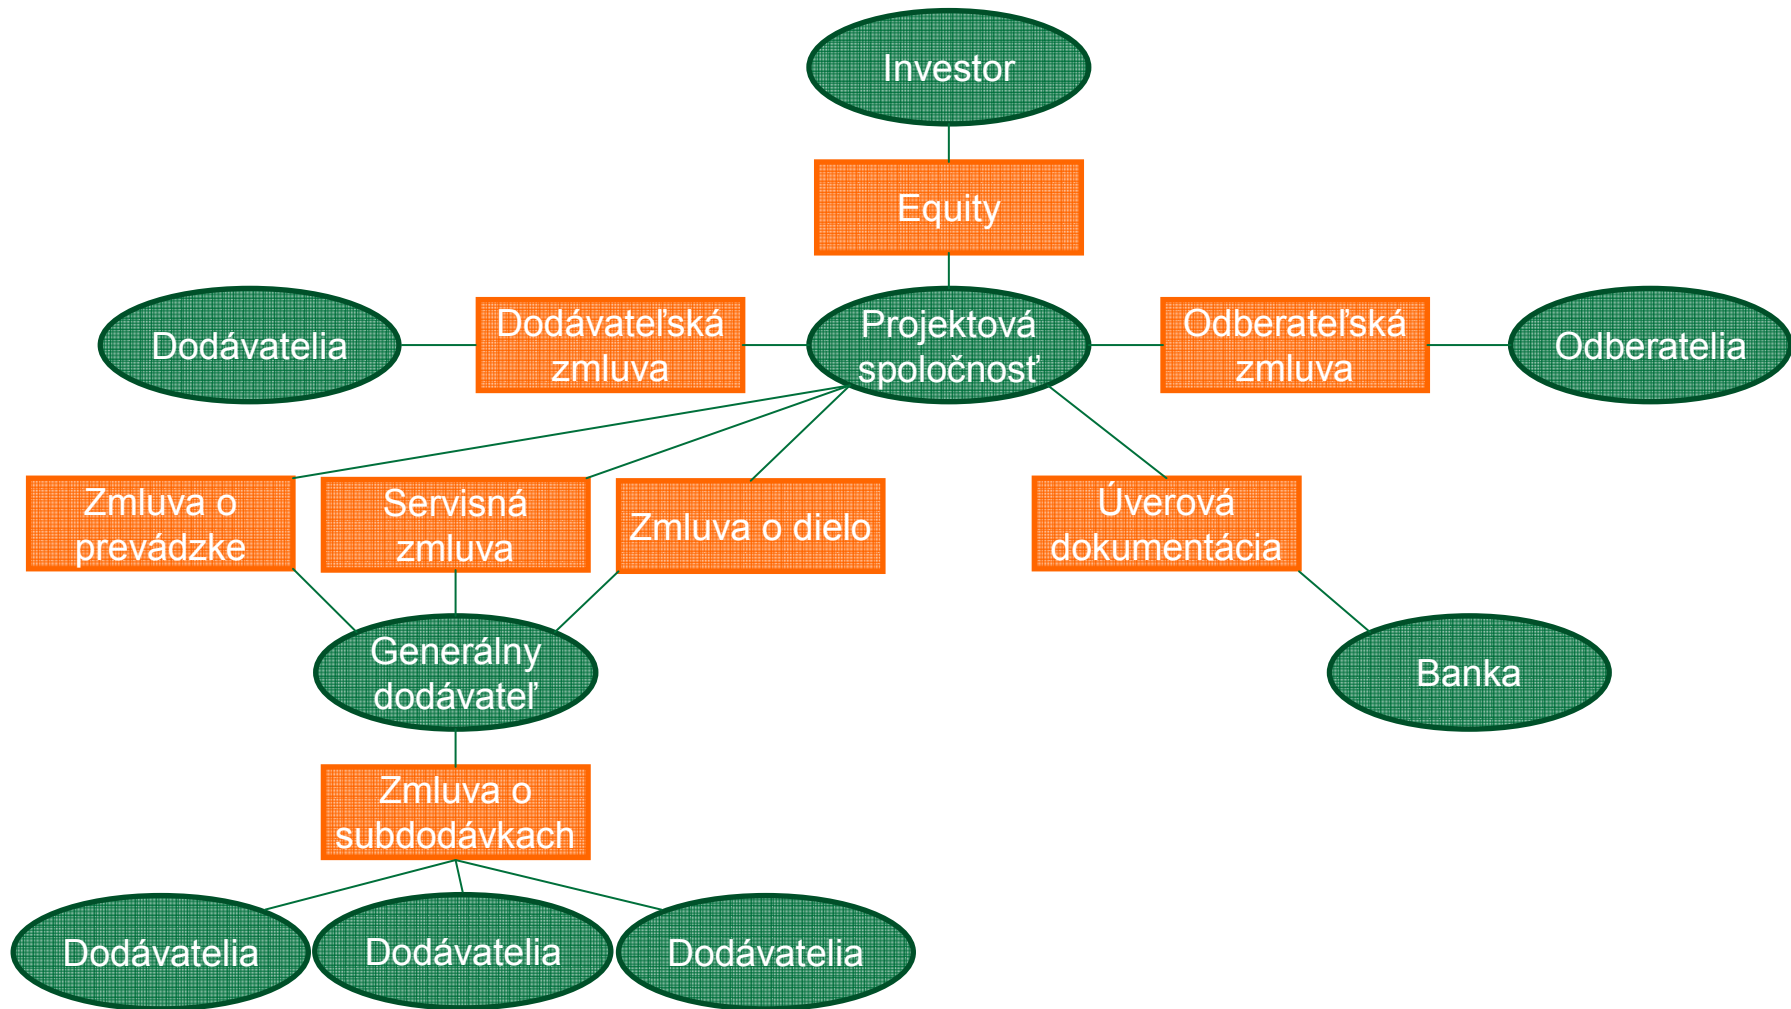 Investor
Equity
Dodávatelia
Dodávateľská
zmluva
Projektová
spoločnosť
Odberateľská
zmluva
Odberatelia
Zmluva o
prevádzke
Servisná
zmluva
Zmluva o dielo
Úverová
dokumentácia
Generálny
dodávateľ
Banka
Zmluva o
subdodávkach
Dodávatelia
Dodávatelia
Dodávatelia